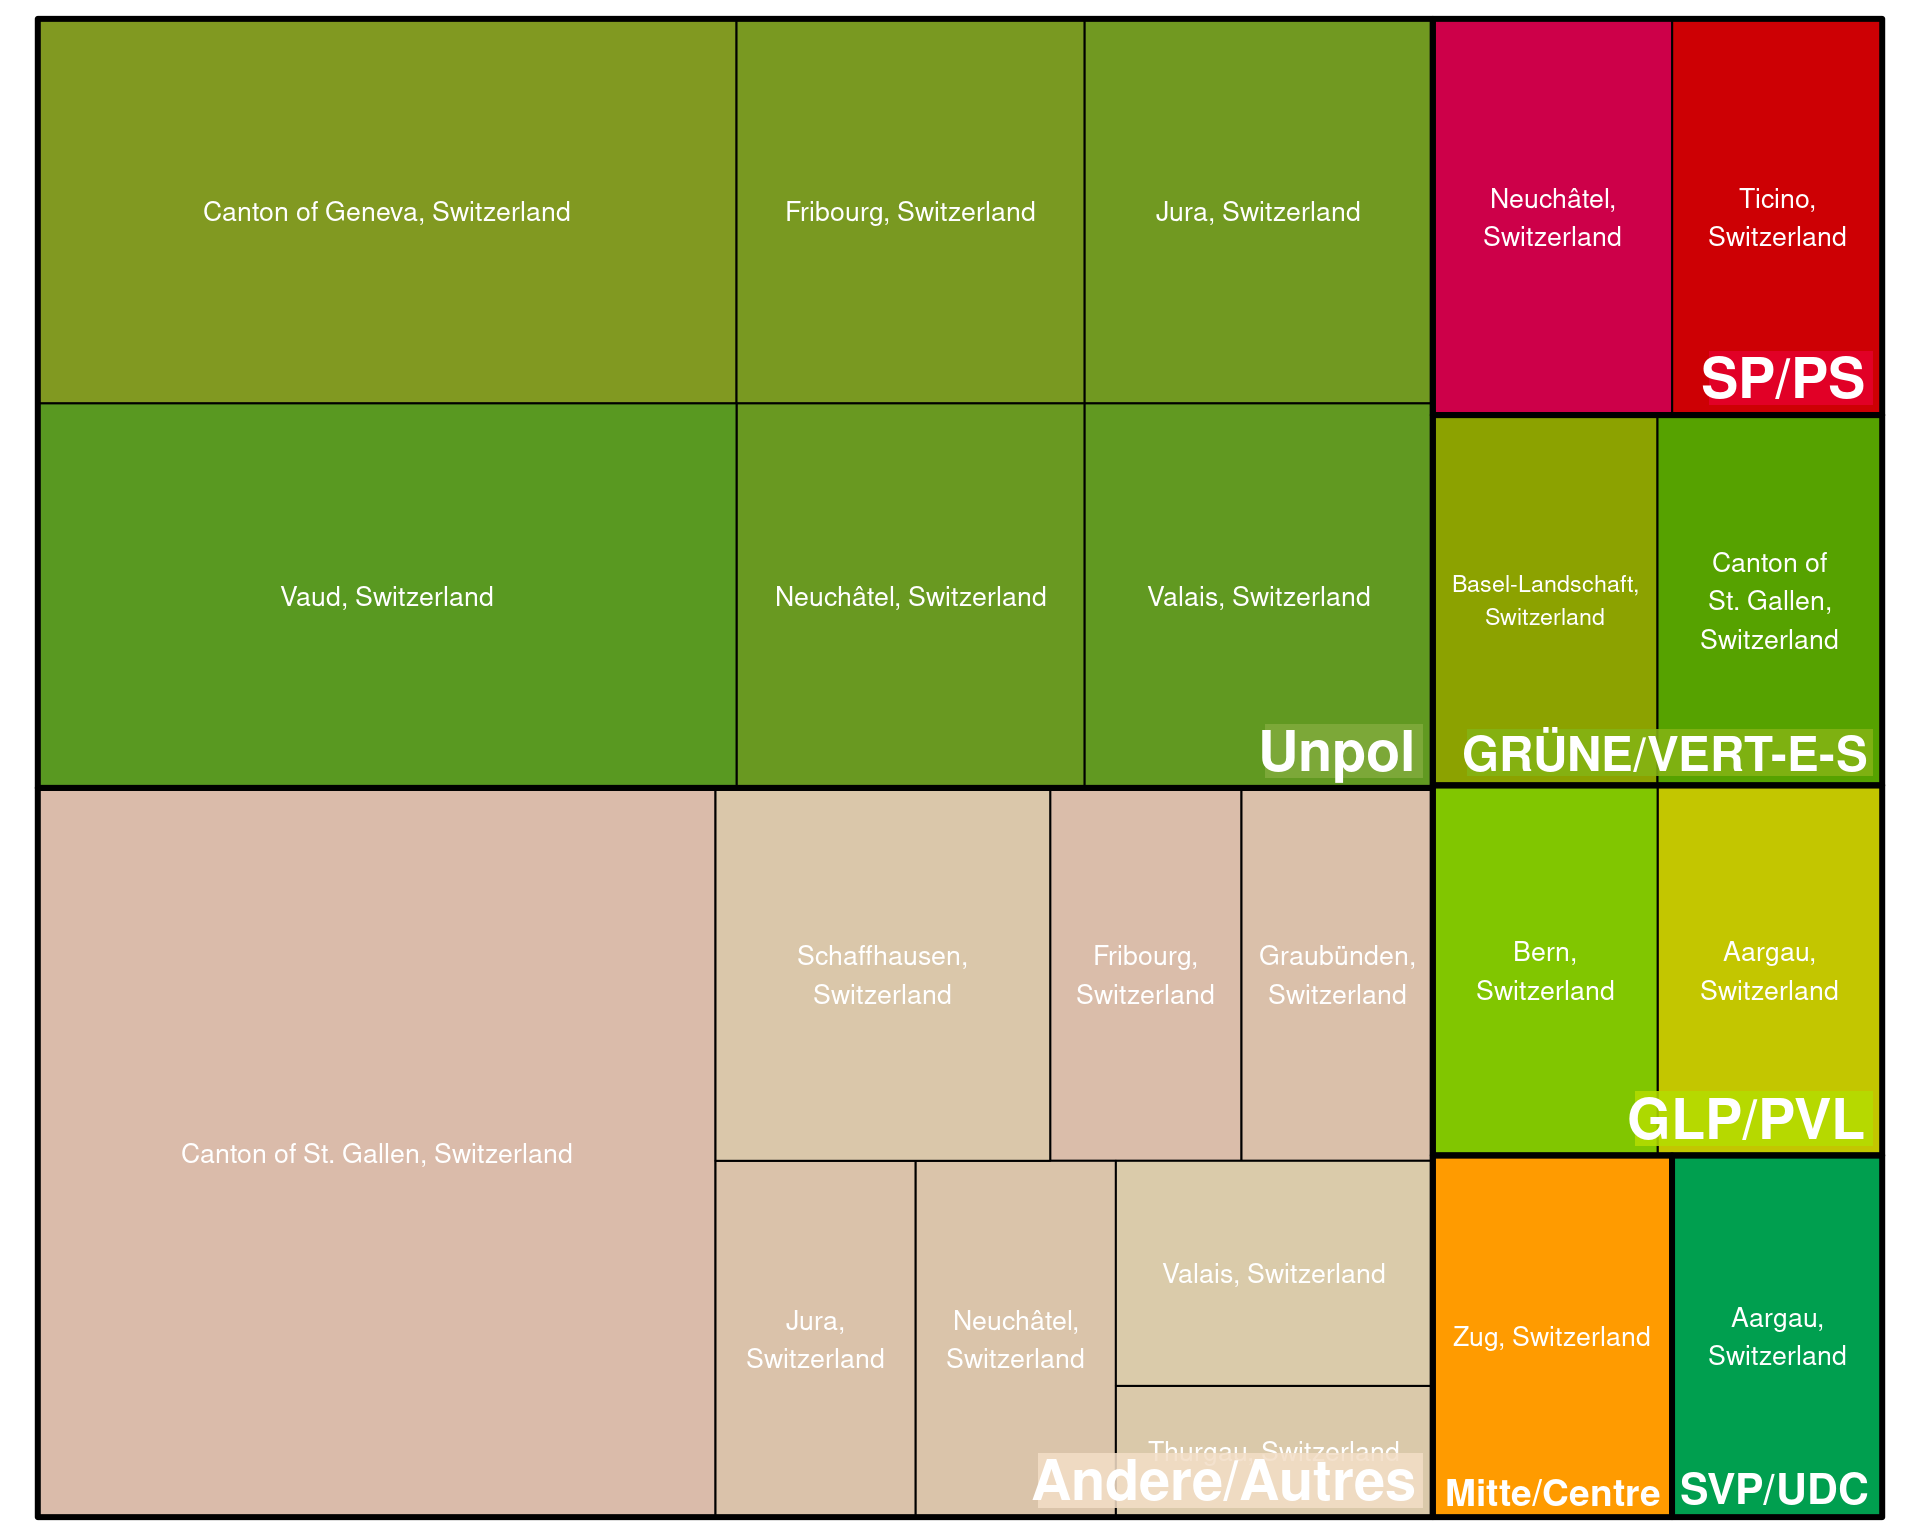 Canton of Geneva, Switzerland
Fribourg, Switzerland
Jura, Switzerland
Vaud, Switzerland
Neuchâtel, Switzerland
Valais, Switzerland
Unpol
Neuchâtel,
Switzerland
Ticino,
Switzerland
SP/PS
Basel-Landschaft,
Switzerland
Canton of
St. Gallen,
Switzerland
GRÜNE/VERT-E-S
Canton of St. Gallen, Switzerland
Schaffhausen,
Switzerland
Fribourg,
Switzerland
Graubünden,
Switzerland
Jura,
Switzerland
Neuchâtel,
Switzerland
Valais, Switzerland
Thurgau, Switzerland
Andere/Autres
Bern,
Switzerland
Aargau,
Switzerland
GLP/PVL
Zug, Switzerland
Mitte/Centre
Aargau,
Switzerland
SVP/UDC